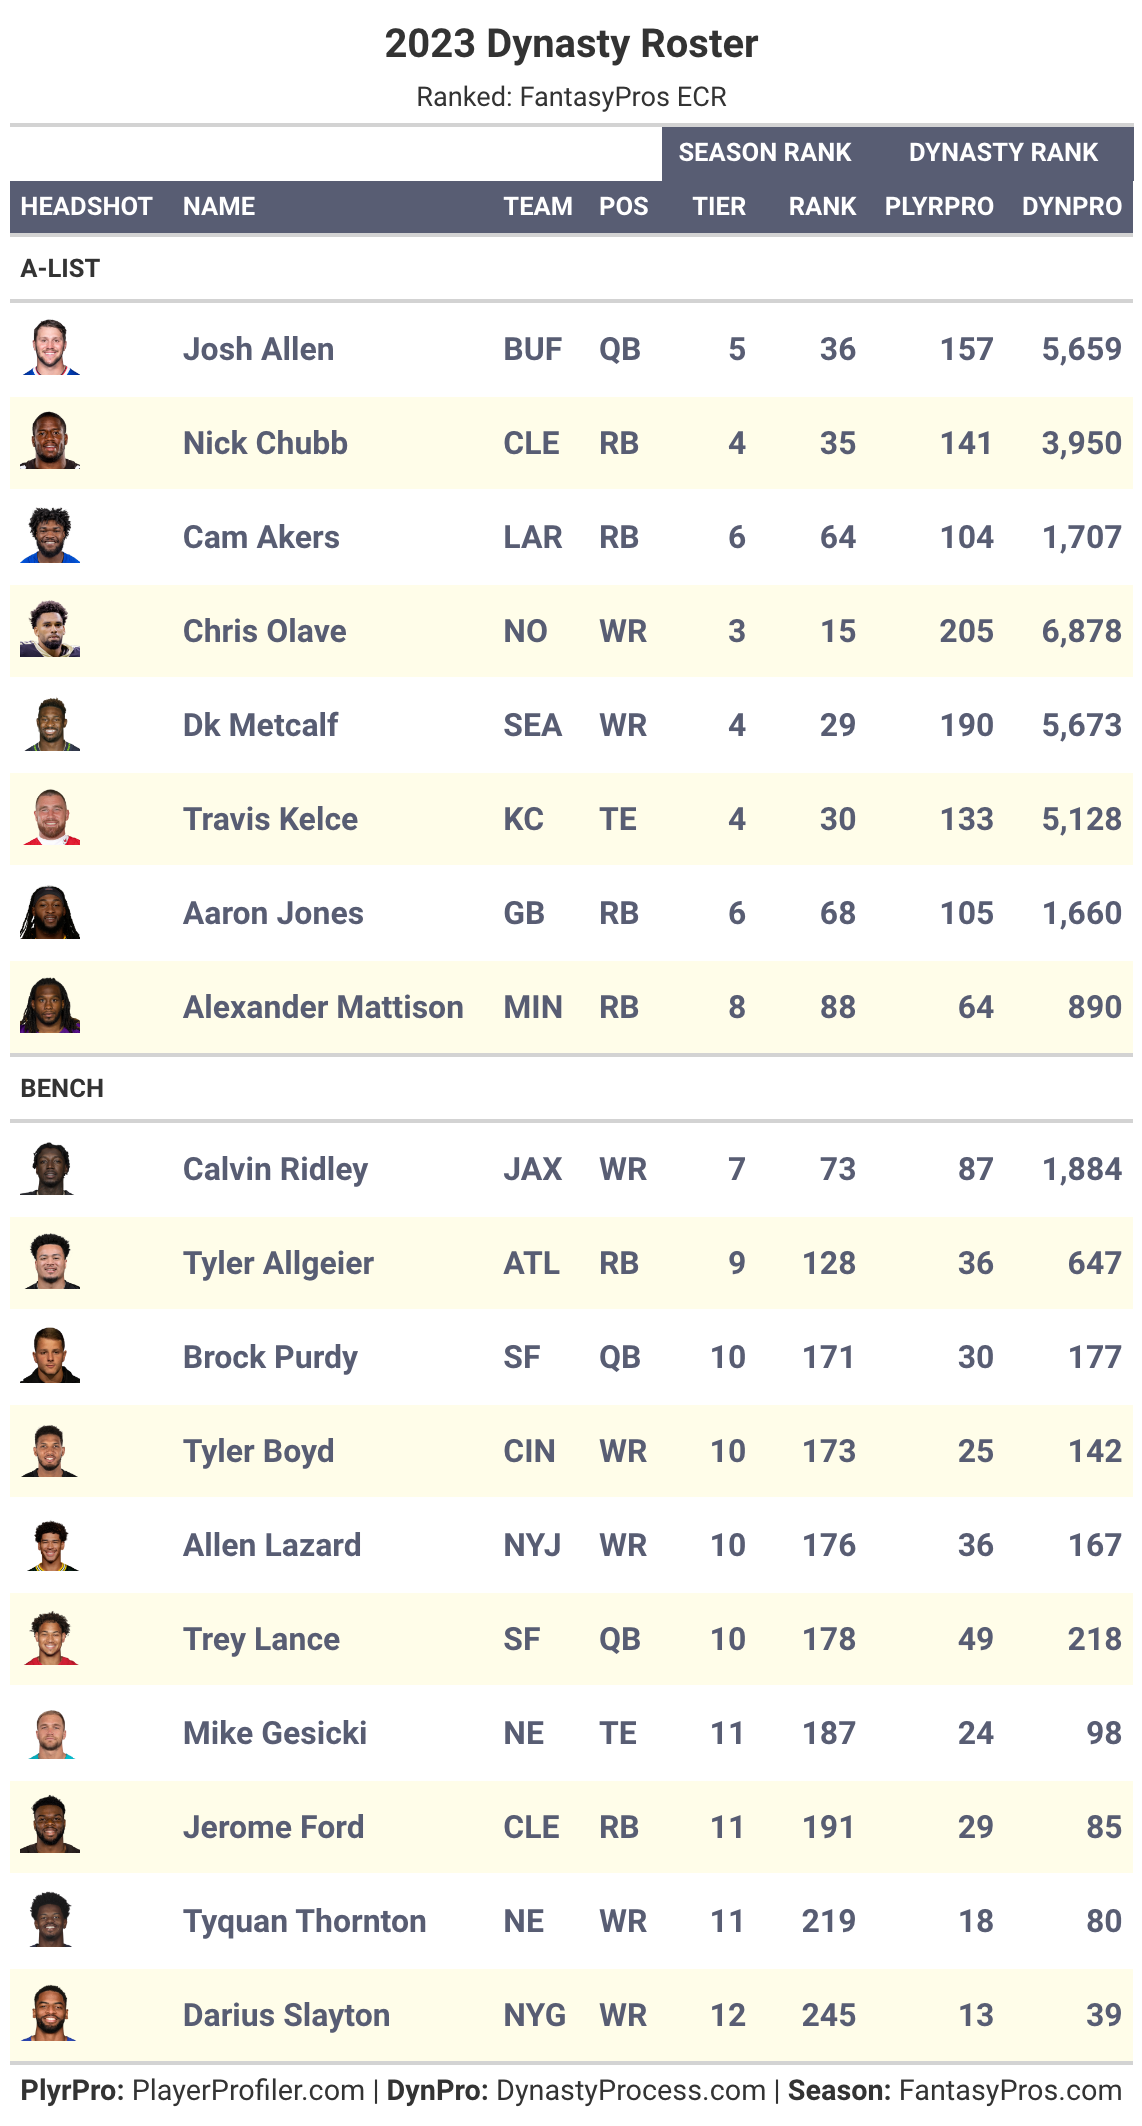 2023 Dynasty Roster
Ranked: FantasyPros ECR
SEASON RANK DYNASTY RANK
HEADSHOT NAME TEAM POS TIER RANK PLYRPRO DYNPRO
A-LIST
Josh Allen BUF QB 5 36 157 5,659
Nick Chubb CLE RB 4 35 141 3,950
Cam Akers LAR RB 6 64 104 1,707
Chris Olave NO WR 3 15 205 6,878
Dk Metcalf SEA WR 4 29 190 5,673
Travis Kelce KC TE 4 30 133 5,128
Aaron Jones GB RB 6 68 105 1,660
Alexander Mattison MIN RB 8 88 64 890
BENCH
Calvin Ridley JAX WR 7 73 87 1,884
Tyler Allgeier ATL RB 9 128 36 647
Brock Purdy SF QB 10 171 30 177
Tyler Boyd CIN WR 10 173 25 142
Allen Lazard NYJ WR 10 176 36 167
Trey Lance SF QB 10 178 49 218
Mike Gesicki NE TE 11 187 24 98
Jerome Ford CLE RB 11 191 29 85
Tyquan Thornton NE WR 11 219 18 80
Darius Slayton NYG WR 12 245 13 39
PlyrPro: PlayerProfiler.com | DynPro: DynastyProcess.com | Season: FantasyPros.com